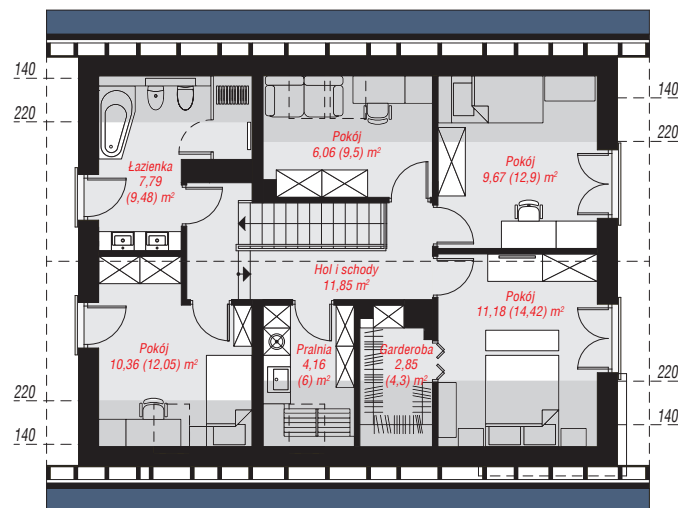 140
220
140
220
Łazienka
7,79
(9,48) m²
Pokój
6,06 (9,5) m²
Pokój
9,67 (12,9) m²
Hol i schody
11,85 m²
Pokój
10,36 (12,05) m²
Pralnia
4,16
(6) m²
Garderoba
2,85
(4,3) m²
Pokój
11,18 (14,42) m²
220
140
220
140